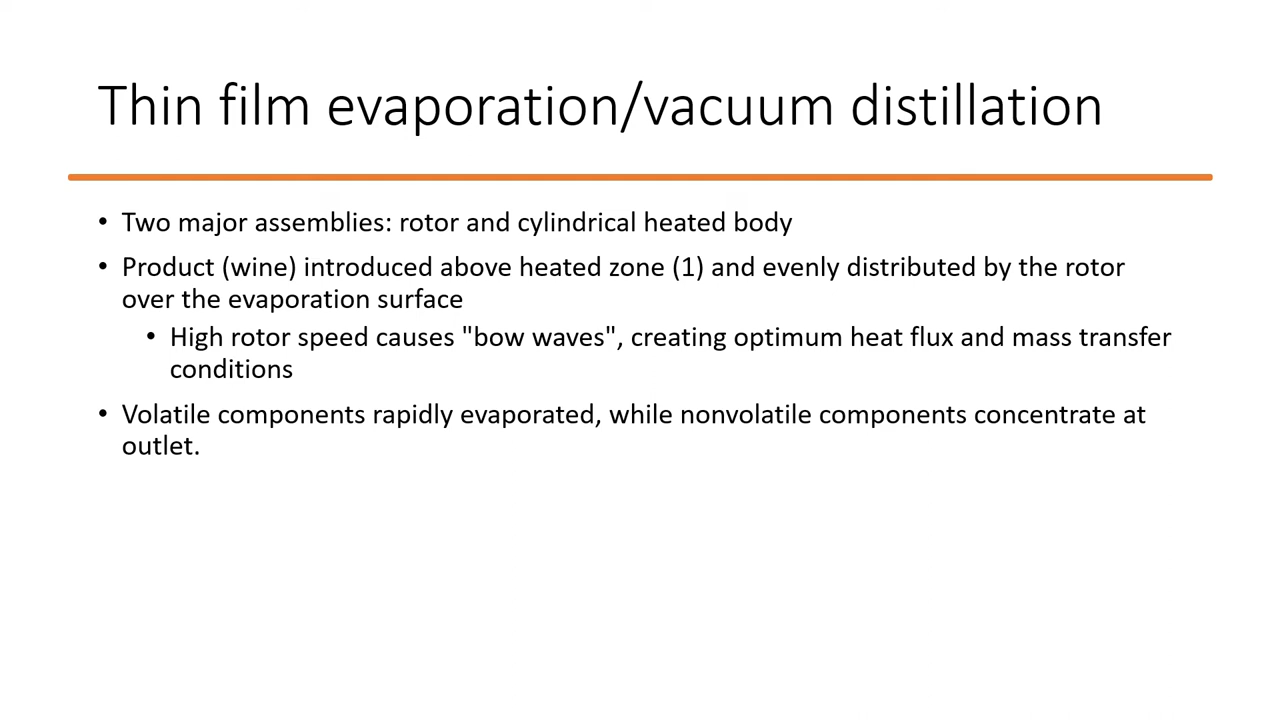 Thin film evaporation/vacuum distillation
• Two major assemblies: rotor and cylindrical heated body
• Product (wine) introduced above heated zone (1) and evenly distributed by the rotor
over the evaporation surface
• High rotor speed causes "bow waves", creating optimum heat flux and mass transfer
conditions
• Volatile components rapidly evaporated, while nonvolatile components concentrate at
outlet.